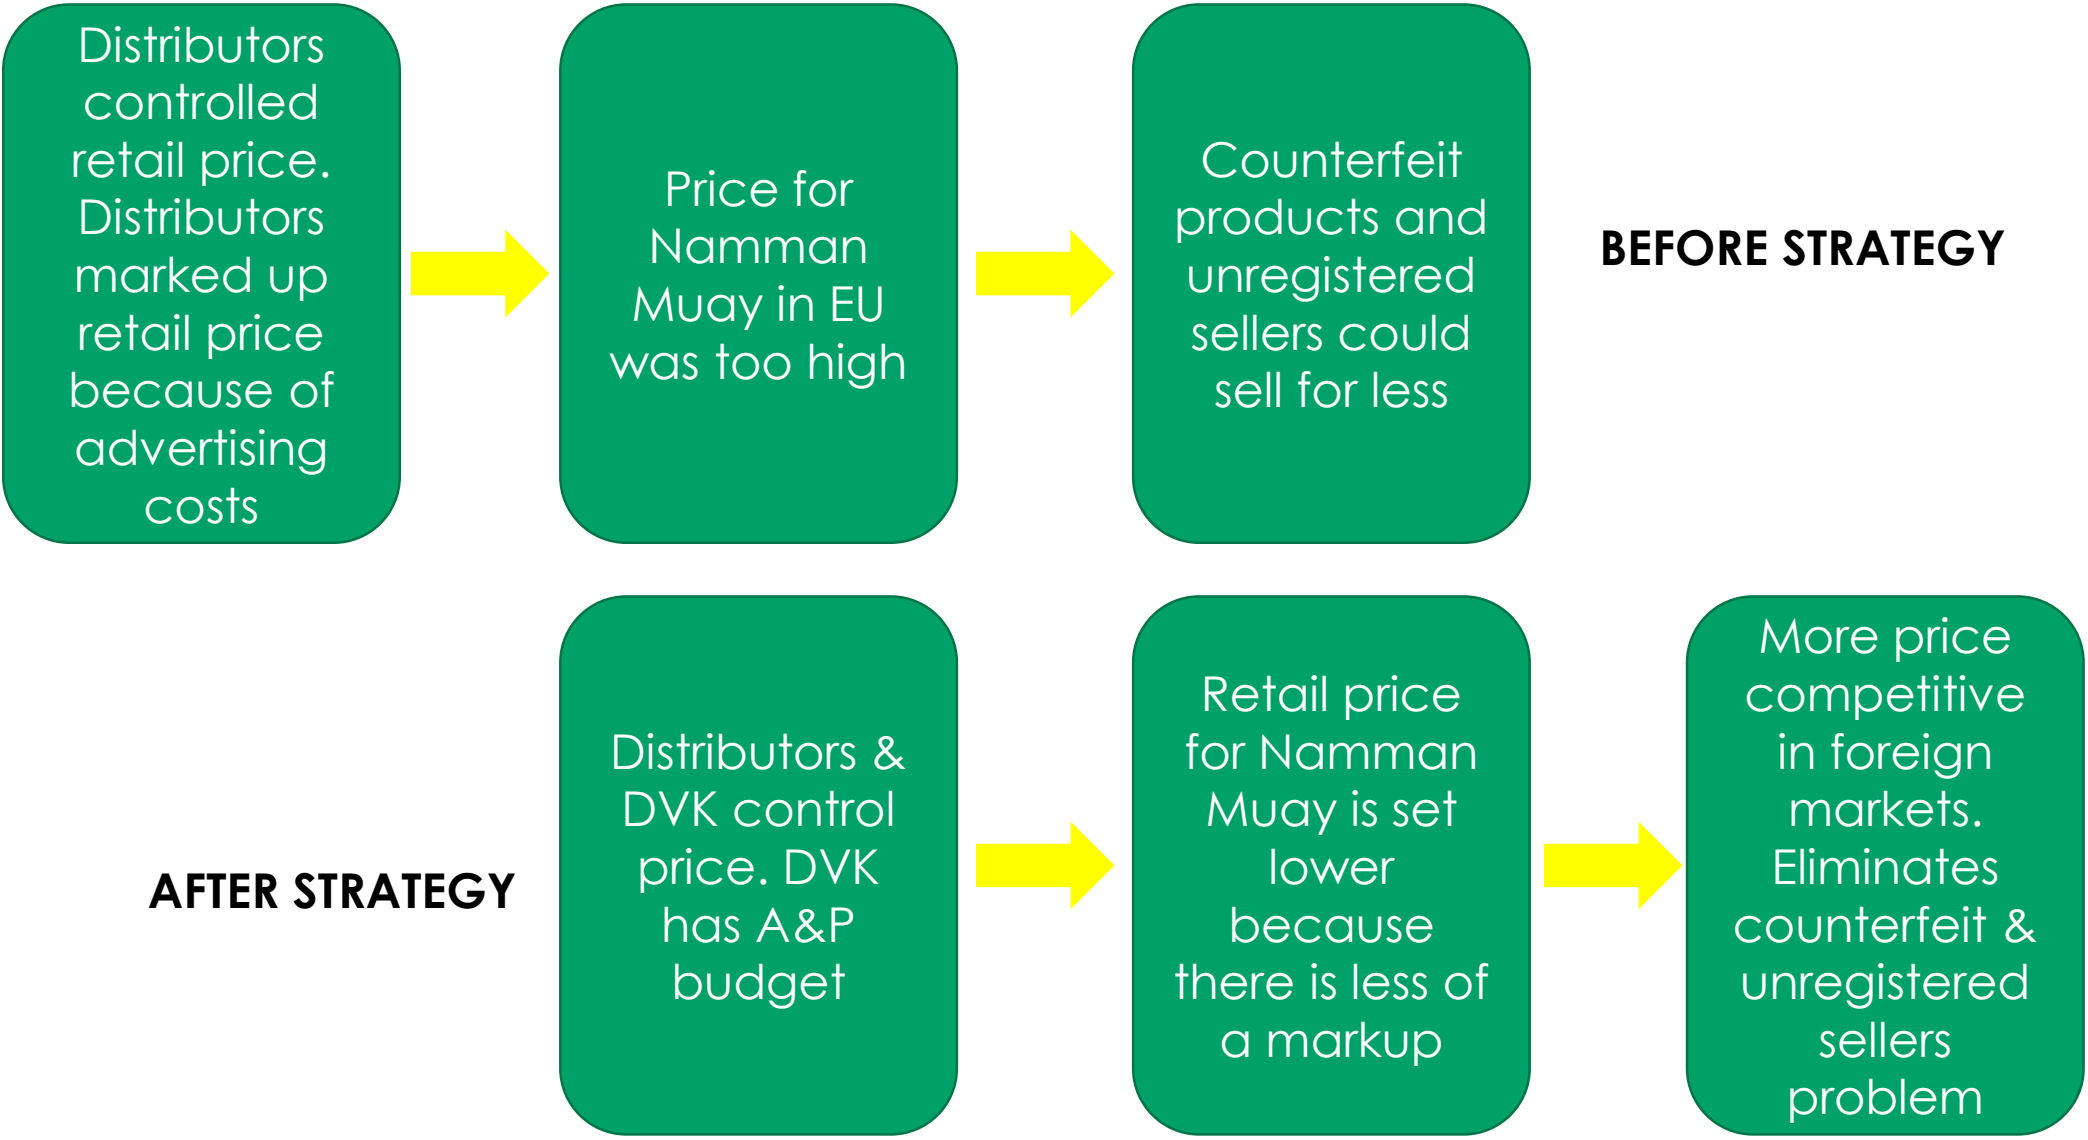 Distributors
controlled
retail price.
Distributors
marked up
retail price
because of
advertising
costs
Price for
Namman
Muay in EU
was too high
Counterfeit
products and
unregistered
sellers could
sell for less
BEFORE STRATEGY
AFTER STRATEGY
Distributors &
DVK control
price. DVK
has A&P
budget
Retail price
for Namman
Muay is set
lower
because
there is less of
a markup
More price
competitive
in foreign
markets.
Eliminates
counterfeit &
unregistered
sellers
problem